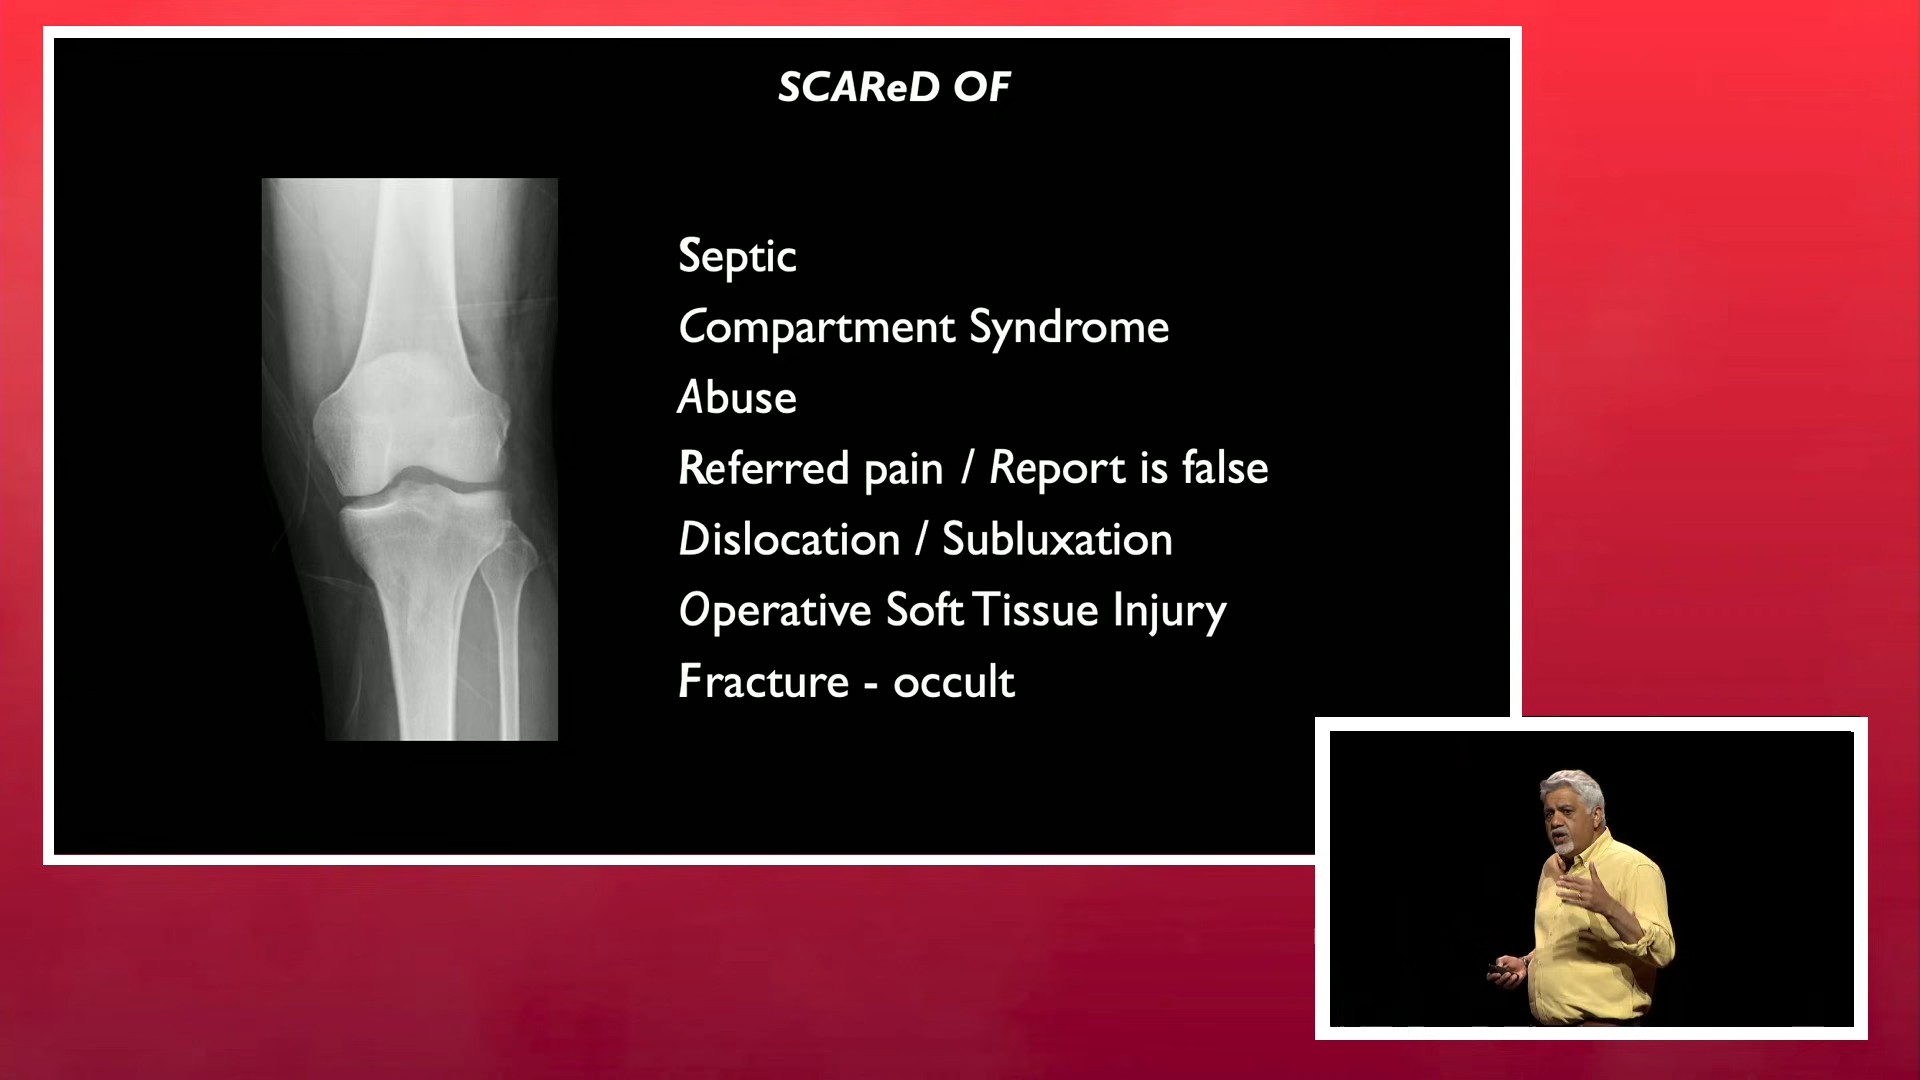 SCAReD OF
Septic
Compartment Syndrome
Abuse
Referred pain / Report is false
Dislocation / Subluxation
Operative Soft Tissue Injury
Fracture - occult